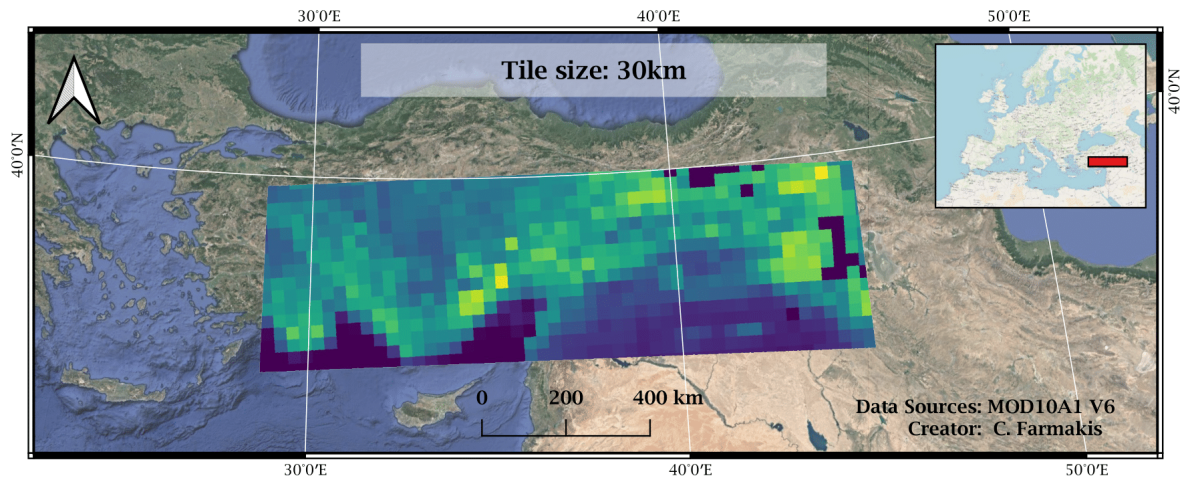 30°0′E 40°0′E 50°0′E
Tile size: 30km
40°0′N
40°0′N
0 200 400 km
Data Sources: MOD10A1 V6
Creator: C. Farmakis
30°0′E 40°0′E 50°0′E